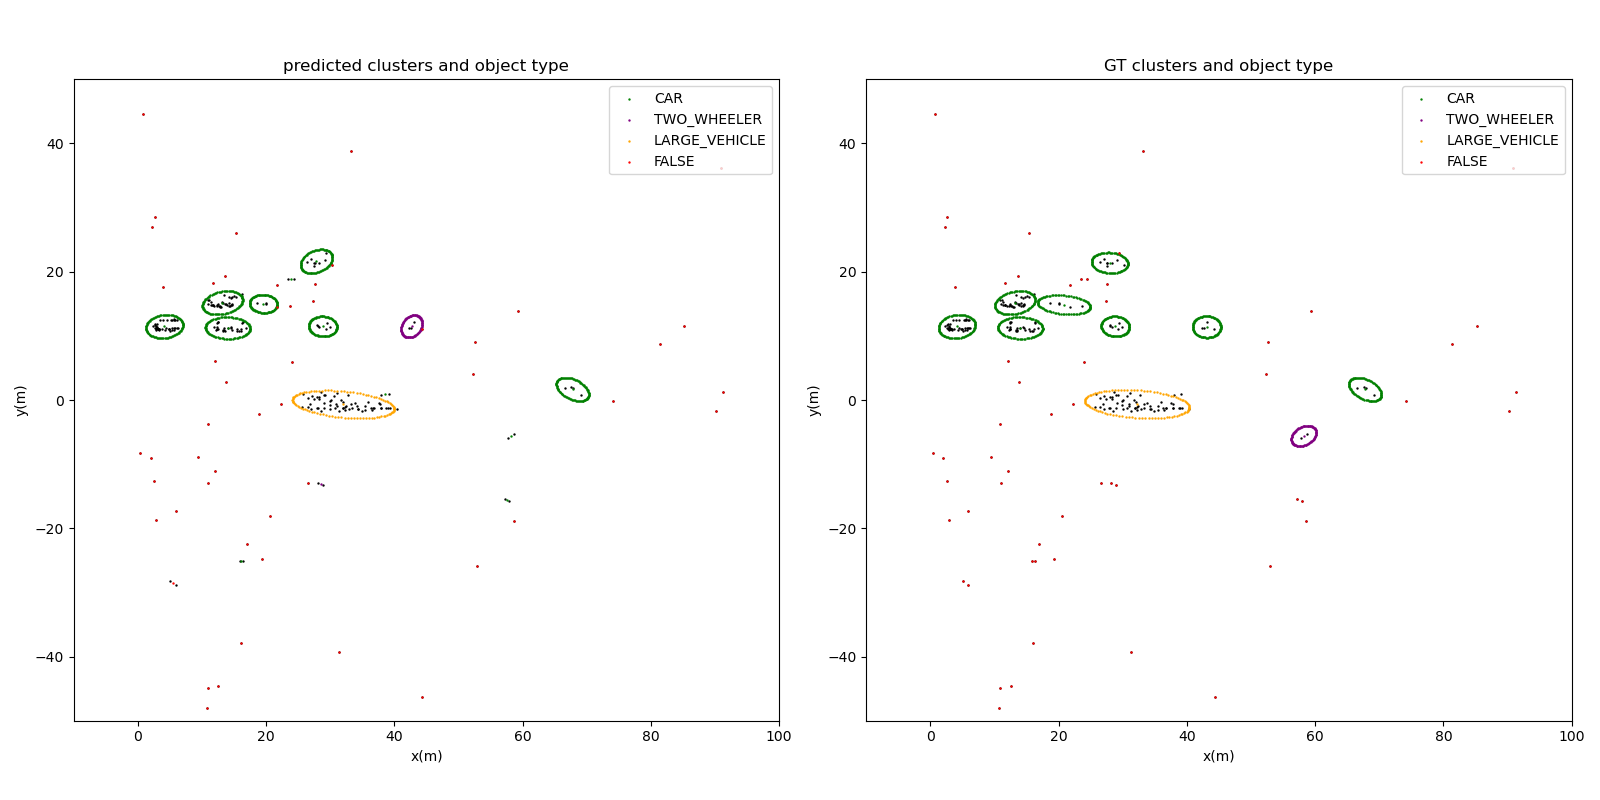 predicted clusters and object type
CAR
TWO_WHEELER
LARGE_VEHICLE
FALSE
40
20
0
−20
−40
y(m)
0 20 40 60 80 100
x(m)
GT clusters and object type
CAR
TWO_WHEELER
LARGE_VEHICLE
FALSE
40
20
0
−20
−40
y(m)
0 20 40 60 80 100
x(m)